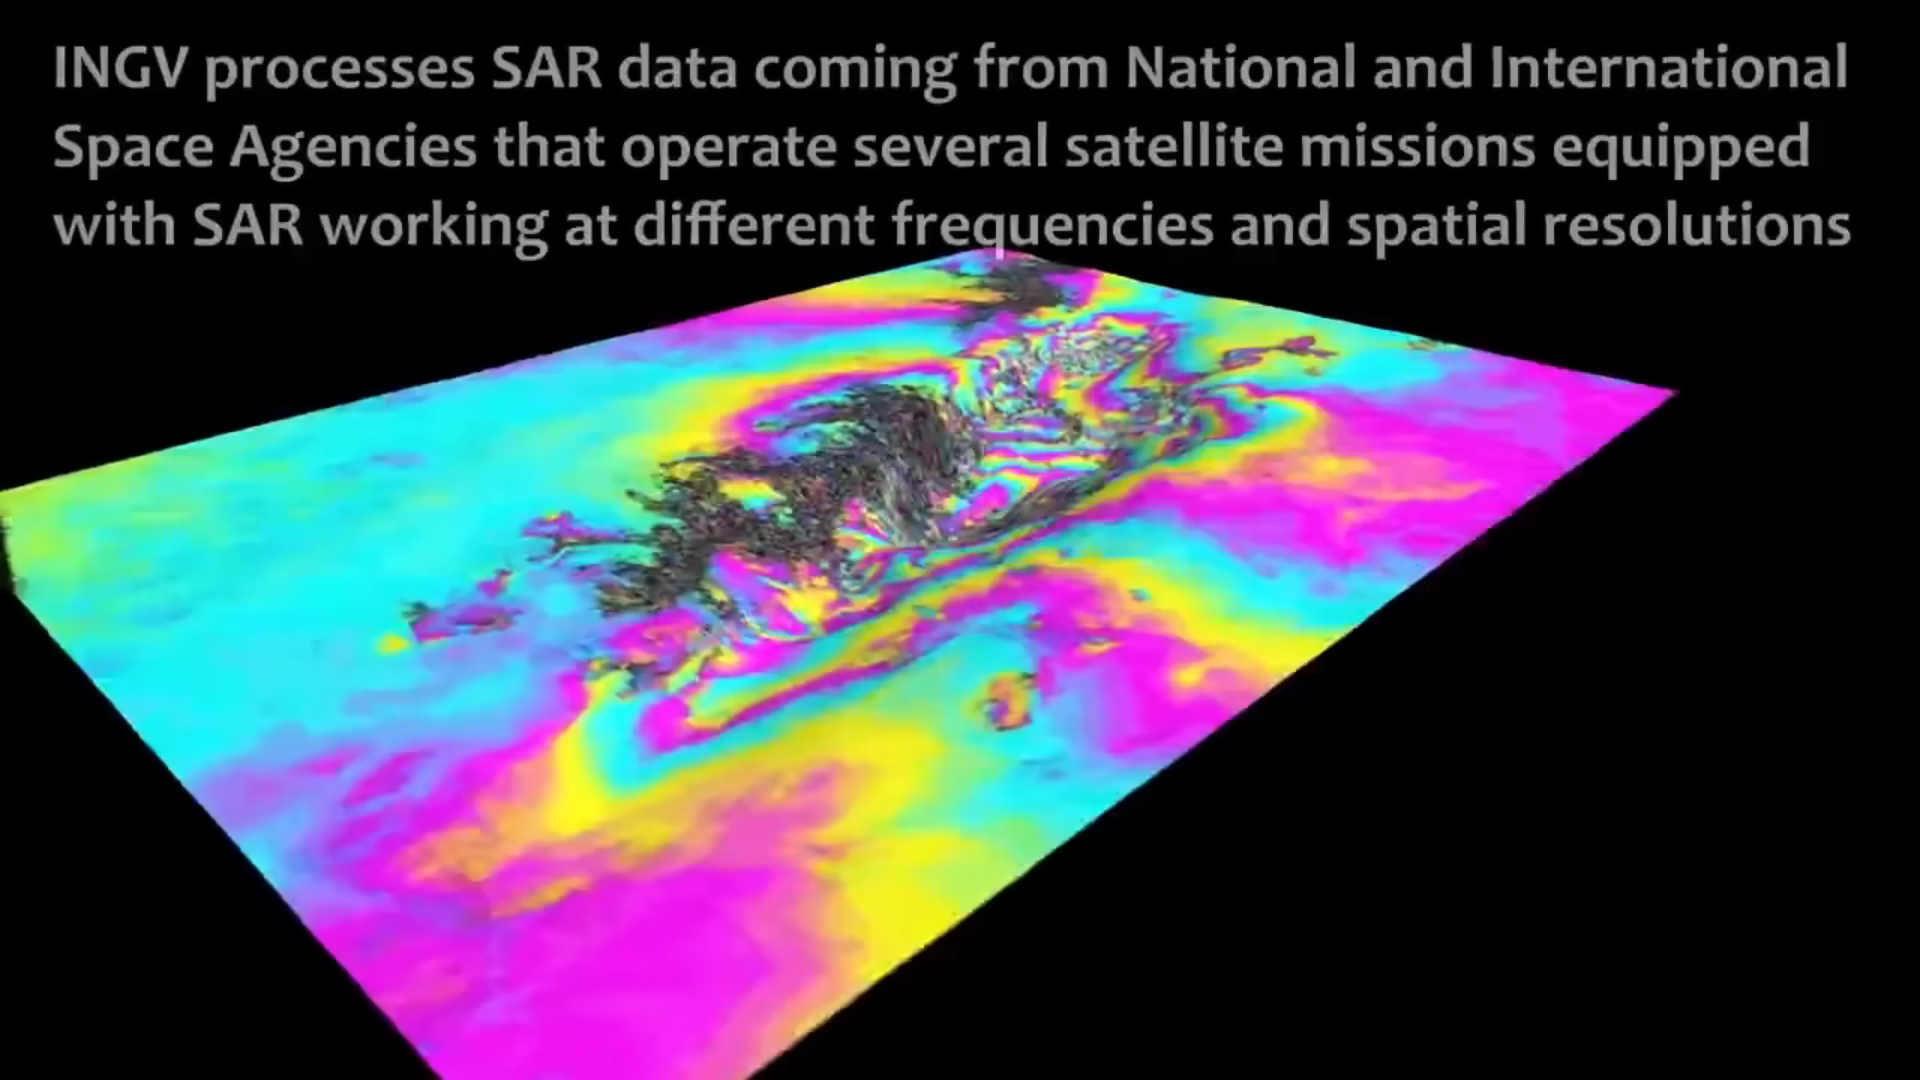 INGV processes SAR data coming from National and International
Space Agencies that operate several satellite missions equipped
with SAR working at different frequencies and spatial resolutions